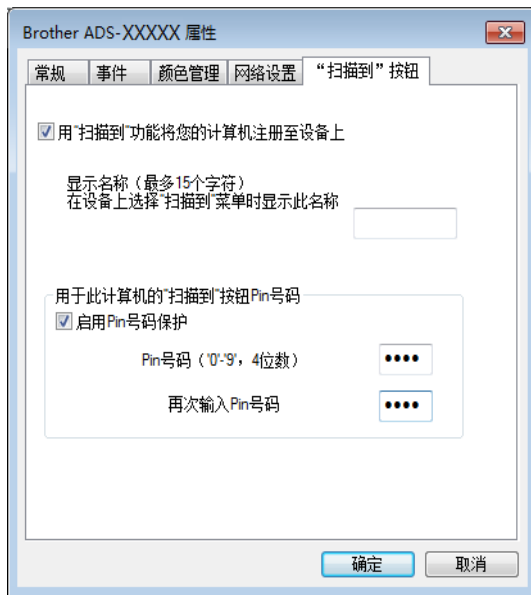 Brother ADS-XXXXX 属性
常规 事件 颜色管理 网络设置 “扫描到”按钮
用"扫描到"功能将您的计算机注册至设备上
显示名称（最多15个字符）
在设备上选择"扫描到"菜单时显示此名称
用于此计算机的"扫描到"按钮Pin号码
启用Pin号码保护
Pin号码（'0'-'9'，4位数） ••••
再次输入Pin号码 ••••
确定 取消